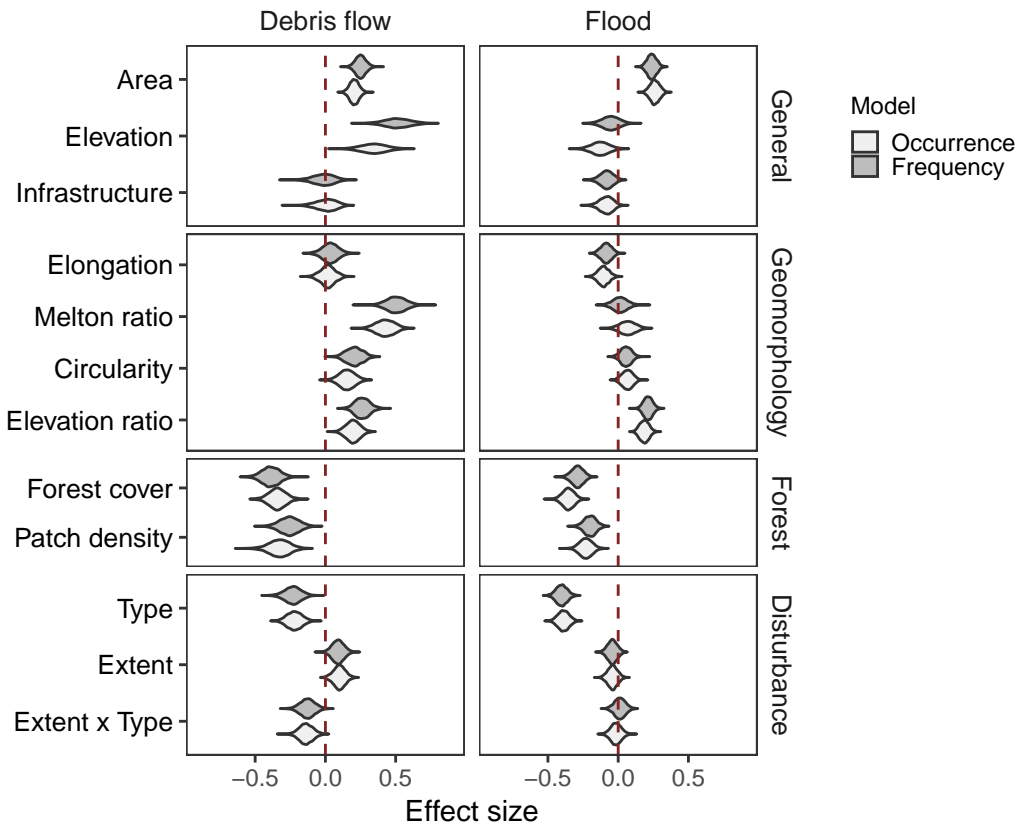 Debris flow
Flood
Area
Elevation
Infrastructure
General
Elongation
Melton ratio
Circularity
Elevation ratio
Geomorphology
Forest cover
Patch density
Forest
Type
Extent
Extent x Type
Disturbance
−0.5 0.0 0.5
−0.5 0.0 0.5
Effect size
Model
Occurrence
Frequency